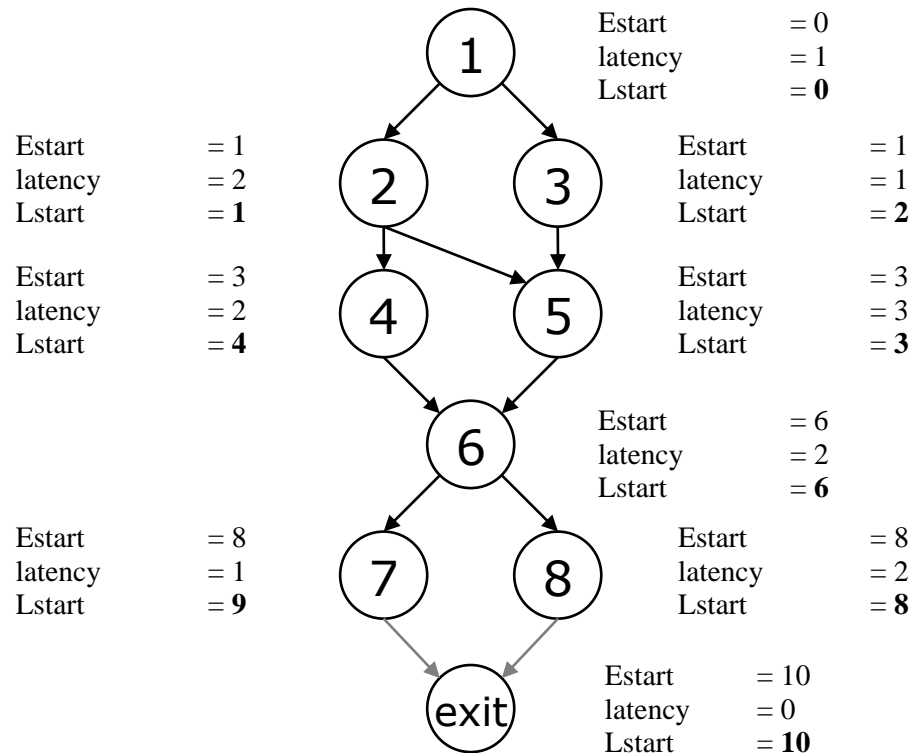 1
Estart = 0
latency = 1
Lstart = 0
Estart = 1
latency = 2
Lstart = 1
2
3
Estart = 1
latency = 1
Lstart = 2
Estart = 3
latency = 2
Lstart = 4
4
5
Estart = 3
latency = 3
Lstart = 3
6
Estart = 6
latency = 2
Lstart = 6
Estart = 8
latency = 1
Lstart = 9
7
8
Estart = 8
latency = 2
Lstart = 8
exit
Estart = 10
latency = 0
Lstart = 10